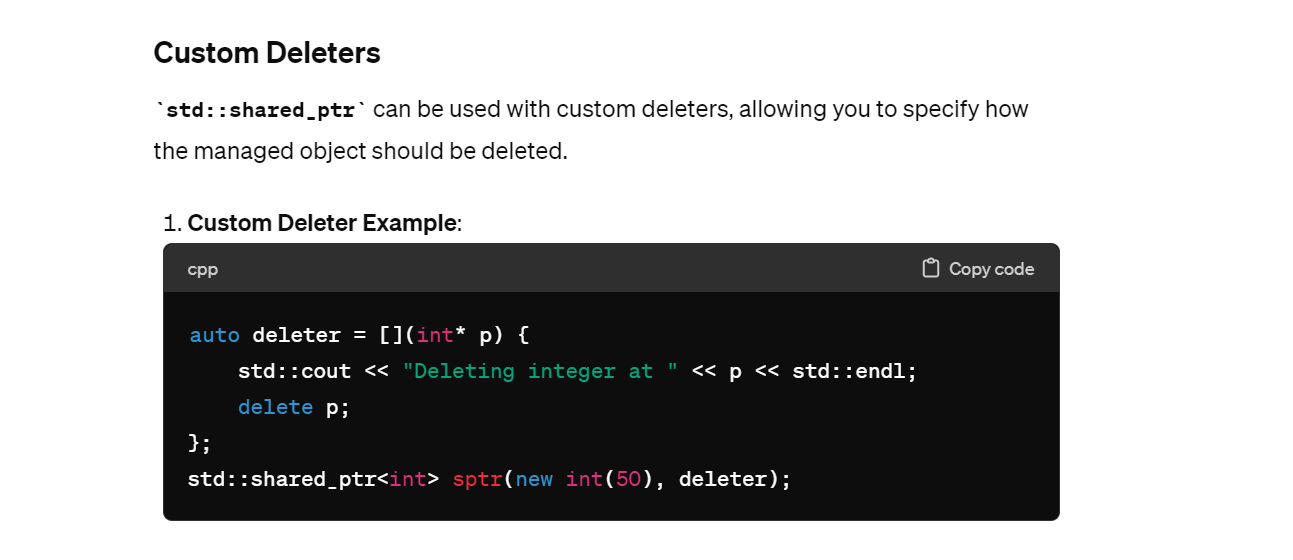 Custom Deleters
`std::shared_ptr` can be used with custom deleters, allowing you to specify how
the managed object should be deleted.
1. Custom Deleter Example:
cpp Copy code
auto deleter = [](int* p) {
    std::cout << "Deleting integer at " << p << std::endl;
    delete p;
};
std::shared_ptr<int> sptr(new int(50), deleter);